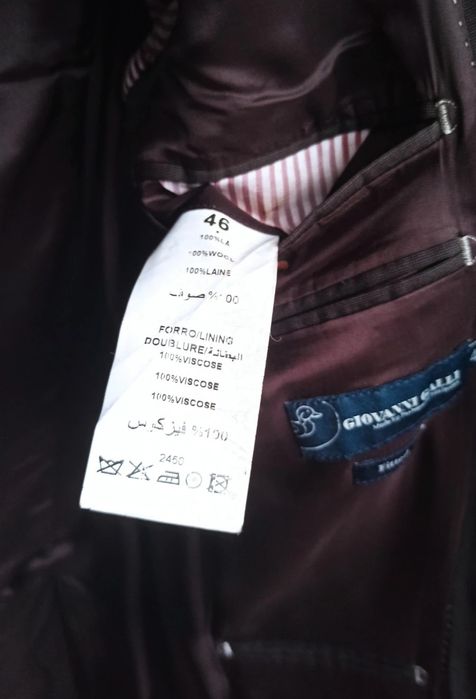 46
100%LA
100%WOOL
100%LAINE
100% صوف
FORRO/LINING
DOUBLURE/البطانة
100%VISCOSE
100%VISCOSE
100%VISCOSE
100% فيزكوس
2450
GIOVANNI GALLI
Fitted